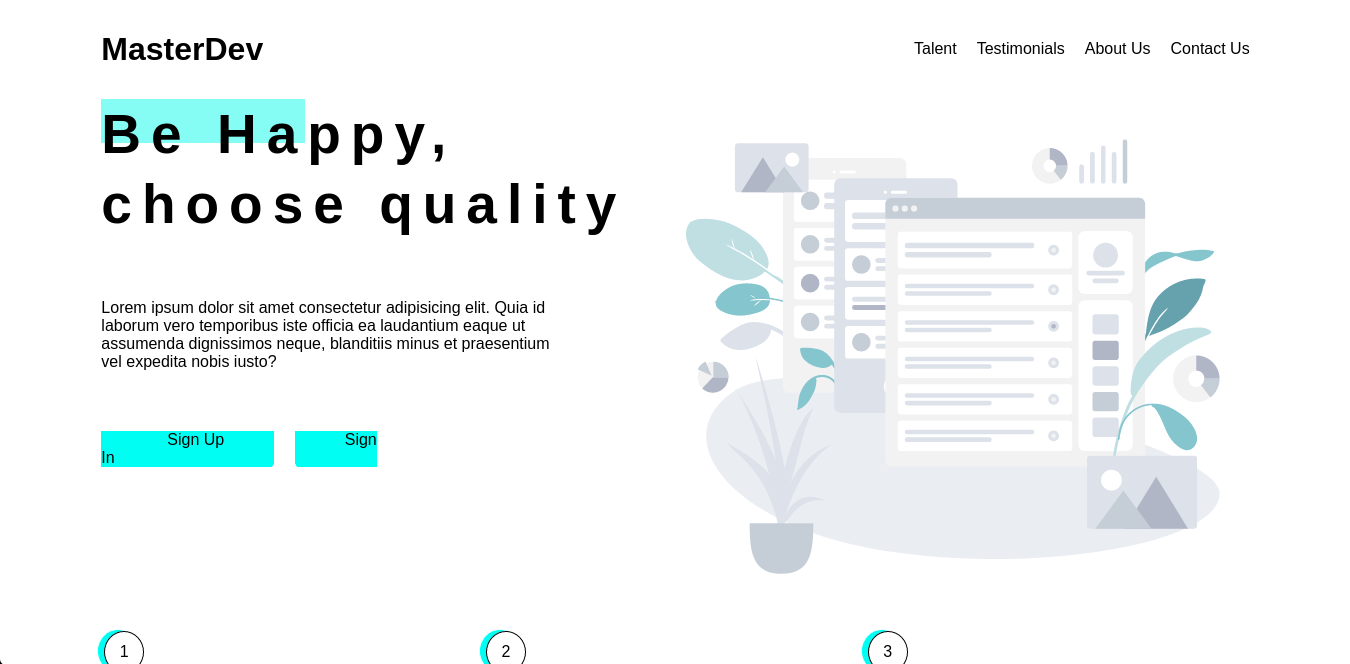 MasterDev
Talent Testimonials About Us Contact Us
Be Happy,
choose quality
Lorem ipsum dolor sit amet consectetur adipisicing elit. Quia id
laborum vero temporibus iste officia ea laudantium eaque ut
assumenda dignissimos neque, blanditiis minus et praesentium
vel expedita nobis iusto?
Sign Up Sign
In
1 2 3